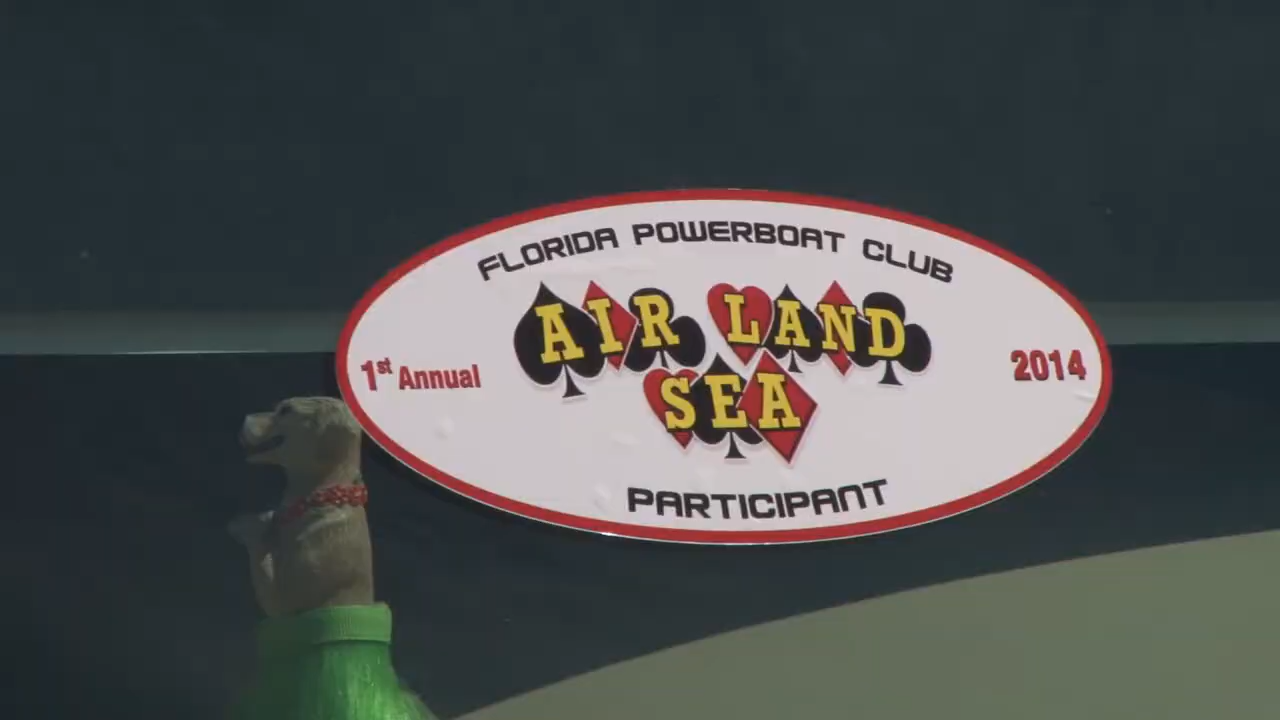 FLORIDA POWERBOAT CLUB
AIR LAND
SEA
1st Annual
2014
PARTICIPANT